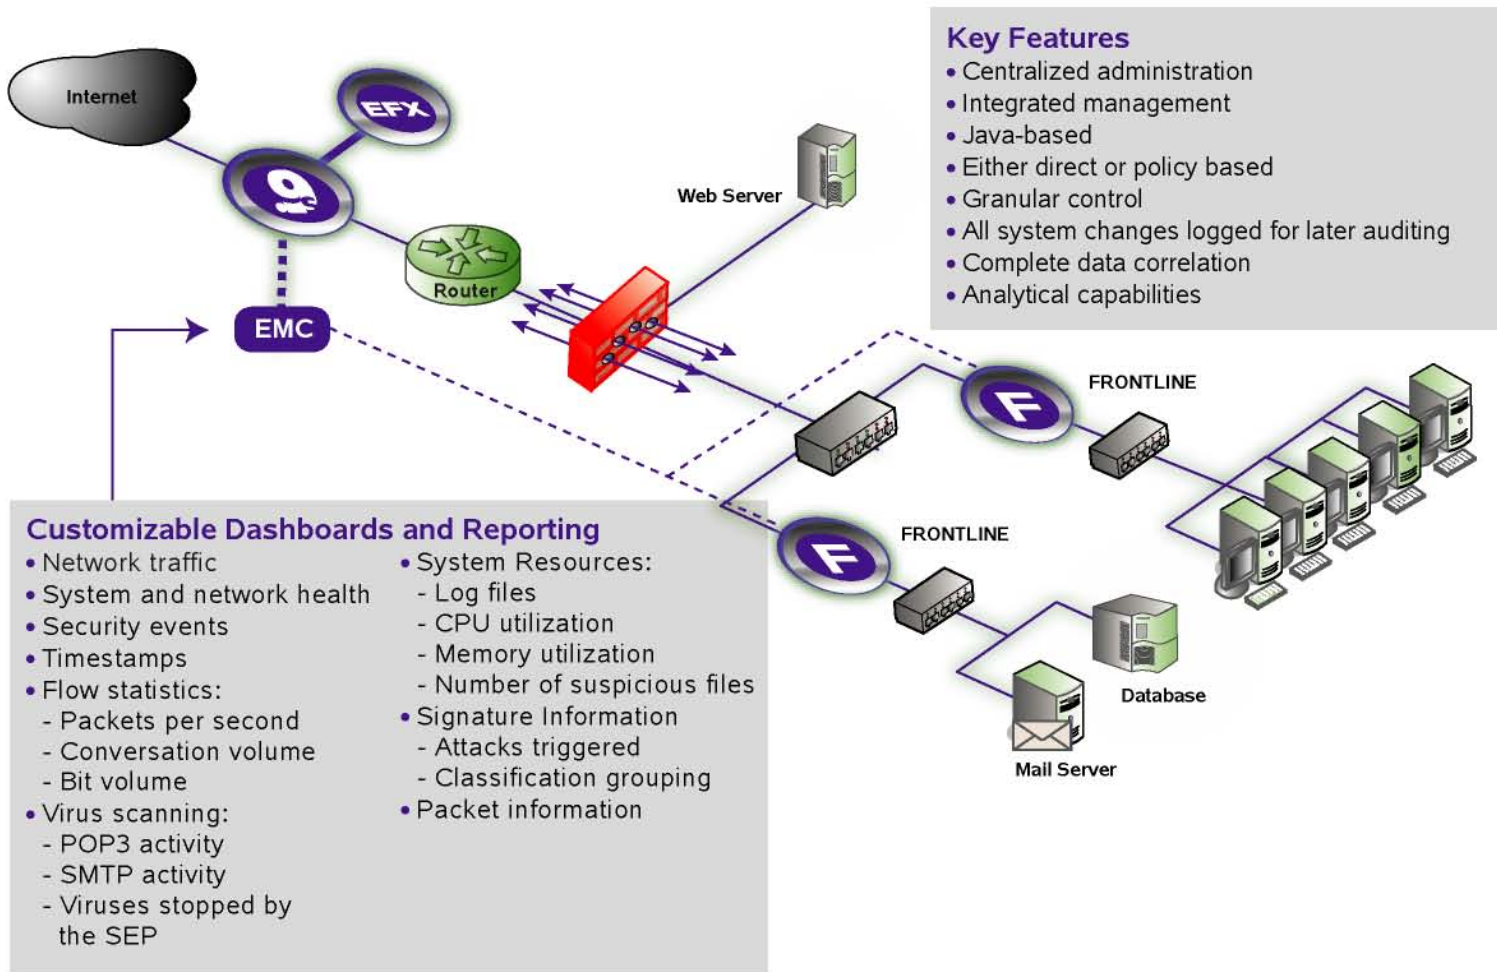 Key Features
• Centralized administration
• Integrated management
• Java-based
• Either direct or policy based
• Granular control
• All system changes logged for later auditing
• Complete data correlation
• Analytical capabilities
Internet
EFX
9
Web Server
Router
EMC
F
FRONTLINE
F
FRONTLINE
Database
Mail Server
Customizable Dashboards and Reporting
• Network traffic
• System and network health
• Security events
• Timestamps
• Flow statistics:
- Packets per second
- Conversation volume
- Bit volume
• Virus scanning:
- POP3 activity
- SMTP activity
- Viruses stopped by
the SEP
• System Resources:
- Log files
- CPU utilization
- Memory utilization
- Number of suspicious files
• Signature Information
- Attacks triggered
- Classification grouping
• Packet information